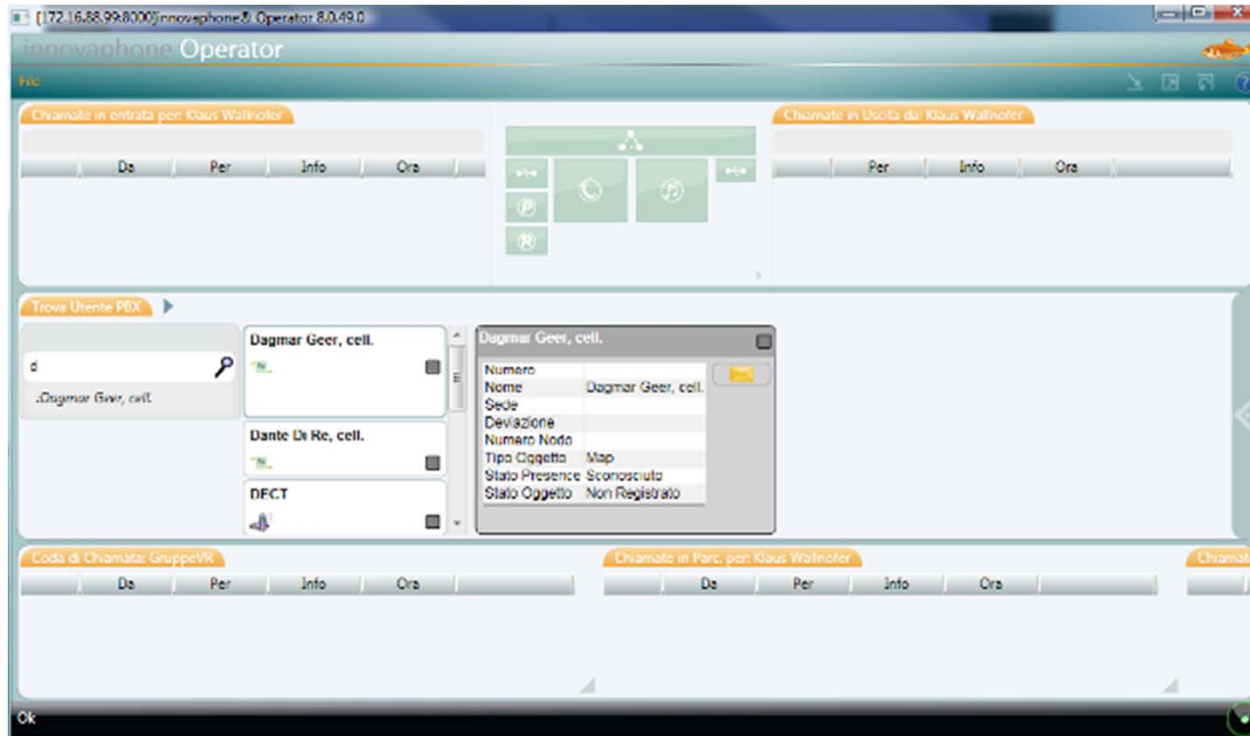 [172.16.88.99:8000]innovaphone® Operator 8.0.49.0
innovaphone Operator
File
Chiamate in entrata per: Klaus Wallnofer
Da Per Info Ora
Chiamate in Uscita da: Klaus Wallnofer
Per Info Ora
P
R
Trova Utente PBX
d
:Dagmar Geer, cell.
Dagmar Geer, cell.
Dante Di Re, cell.
DECT
Dagmar Geer, cell.
Numero
Nome Dagmar Geer, cell.
Sede
Deviazione
Numero Nodo
Tipo Oggetto Map
Stato Presence Sconosciuto
Stato Oggetto Non Registrato
Coda di Chiamata: GruppeVR
Da Per Info Ora
Chiamate in Parc. per: Klaus Wallnofer
Da Per Info Ora
Chiamat
Ok